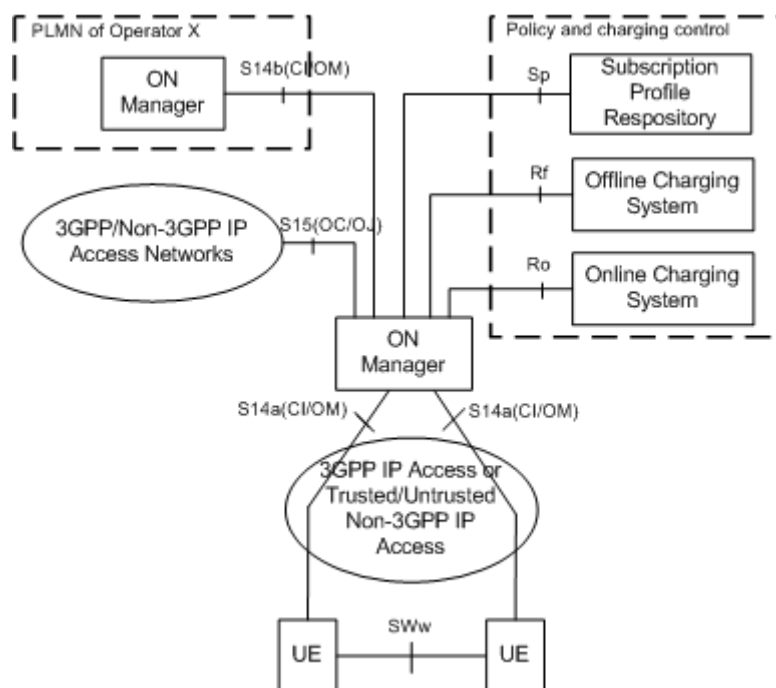 PLMN of Operator X
ON
Manager
S14b(CI/OM)
Policy and charging control
Sp
Subscription
Profile
Respository
3GPP/Non-3GPP IP
Access Networks
S15(OC/OJ)
Rf
Offline Charging
System
Ro
Online Charging
System
ON
Manager
S14a(CI/OM)
S14a(CI/OM)
3GPP IP Access or
Trusted/Untrusted
Non-3GPP IP
Access
UE
SWw
UE